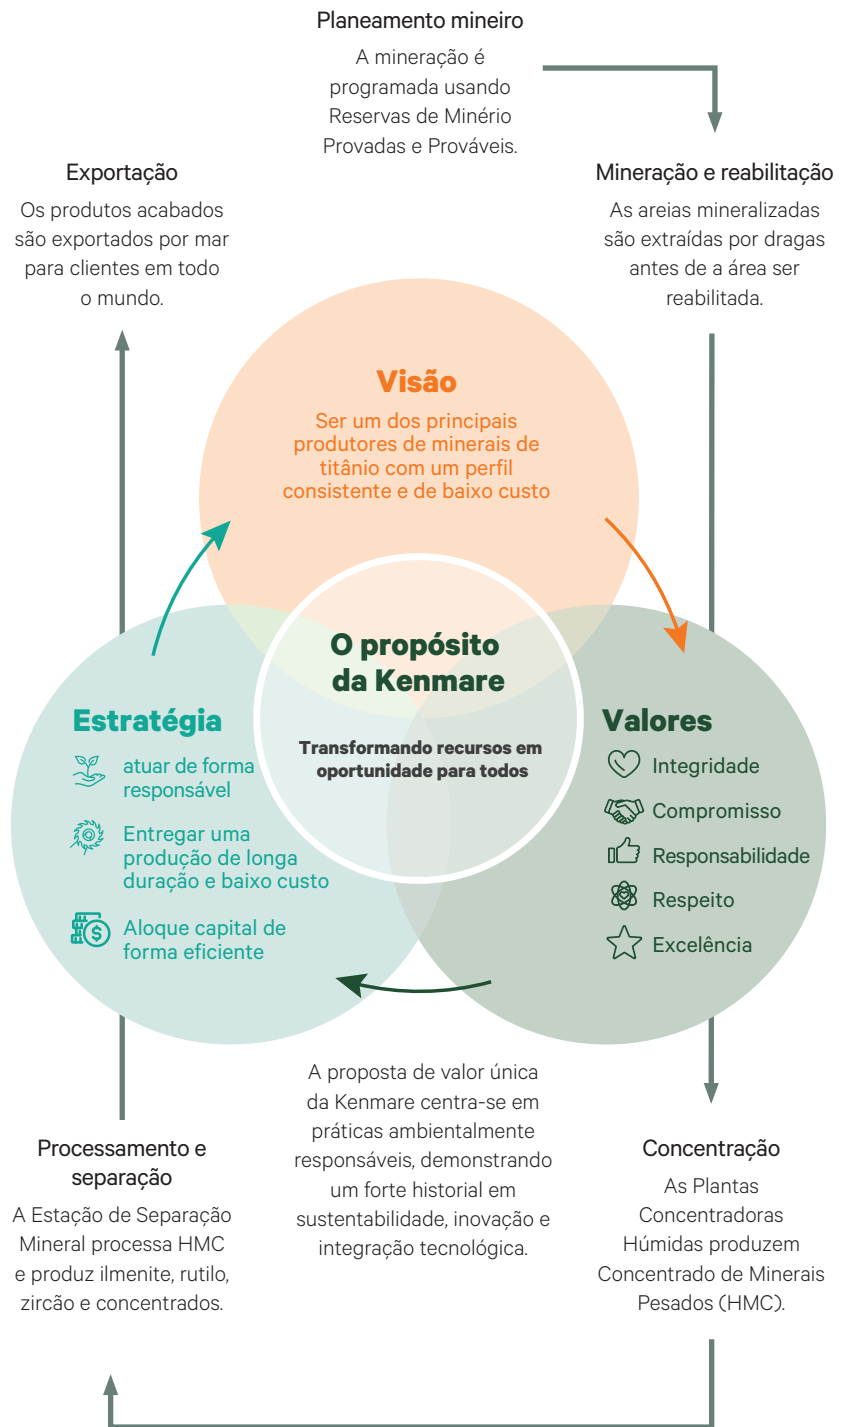 Planeamento mineiro
A mineração é
programada usando
Reservas de Minério
Provadas e Prováveis.
Exportação
Os produtos acabados
são exportados por mar
para clientes em todo
o mundo.
Mineração e reabilitação
As areias mineralizadas
são extraídas por dragas
antes de a área ser
reabilitada.
Visão
Ser um dos principais
produtores de minerais de
titânio com um perfil
consistente e de baixo custo
O propósito
da Kenmare
Transformando recursos em
oportunidade para todos
Estratégia
atuar de forma
responsável
Entregar uma
produção de longa
duração e baixo custo
Aloque capital de
forma eficiente
Valores
Integridade
Compromisso
Responsabilidade
Respeito
Excelência
A proposta de valor única
da Kenmare centra-se em
práticas ambientalmente
responsáveis, demonstrando
um forte historial em
sustentabilidade, inovação e
integração tecnológica.
Processamento e
separação
A Estação de Separação
Mineral processa HMC
e produz ilmenite, rutilo,
zircão e concentrados.
Concentração
As Plantas
Concentradoras
Húmidas produzem
Concentrado de Minerais
Pesados (HMC).